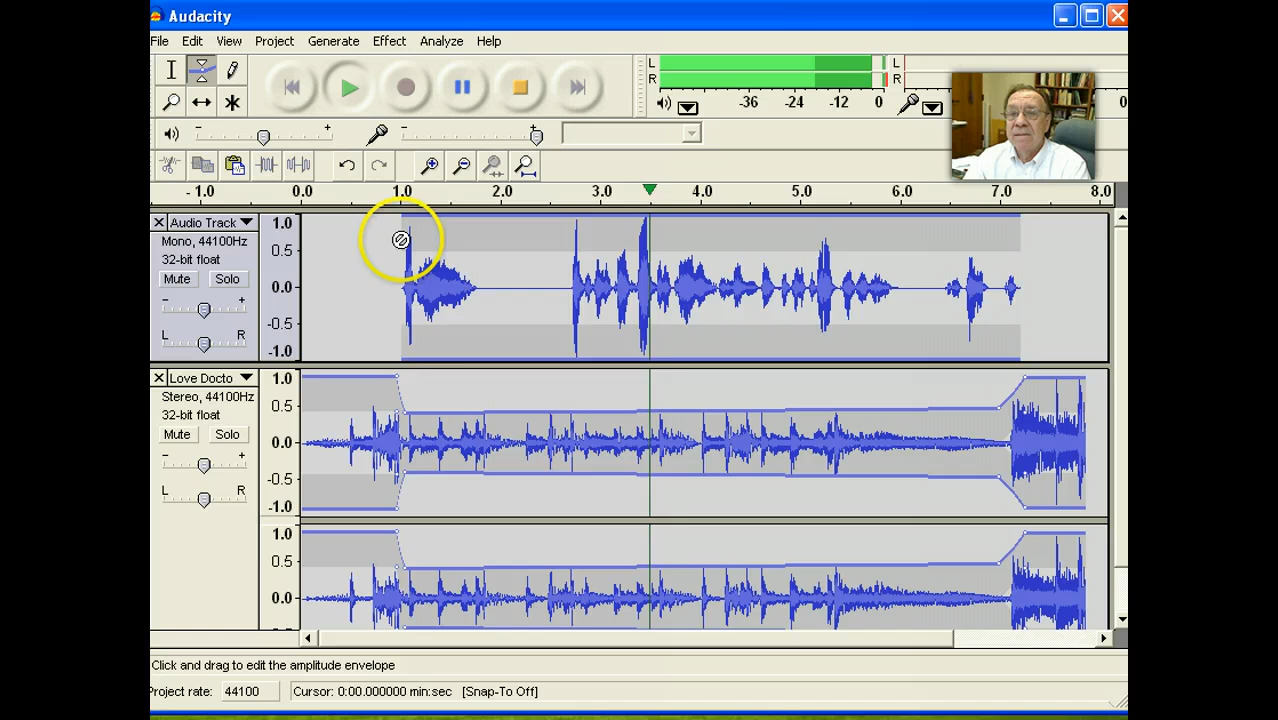 Audacity
File Edit View Project Generate Effect Analyze Help
L
R
-36 -24 -12 0
L
R
0
- + - +
- 1.0 0.0 1.0 2.0 3.0 4.0 5.0 6.0 7.0 8.0
Audio Track
Mono, 44100Hz
32-bit float
Mute Solo
- +
L R
1.0
0.5
0.0
-0.5
-1.0
Love Docto
Stereo, 44100Hz
32-bit float
Mute Solo
- +
L R
1.0
0.5
0.0
-0.5
-1.0
1.0
0.5
0.0
Click and drag to edit the amplitude envelope
Project rate: 44100 Cursor: 0:00.000000 min:sec [Snap-To Off]